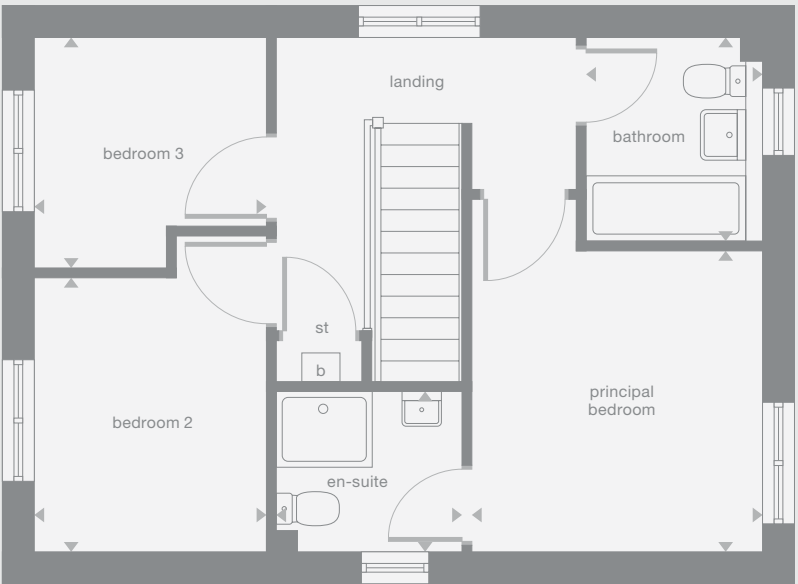 landing
bedroom 3
bathroom
st
b
principal
bedroom
bedroom 2
en-suite